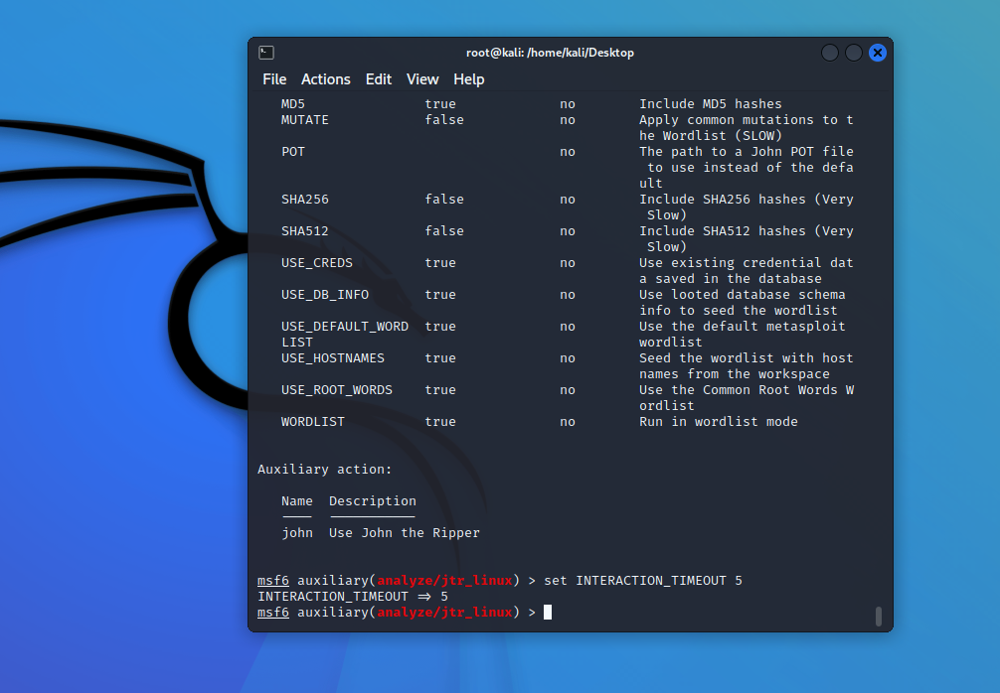 root@kali: /home/kali/Desktop
File Actions Edit View Help
MD5 true no Include MD5 hashes
MUTATE false no Apply common mutations to t
he Wordlist (SLOW)
POT no The path to a John POT file
to use instead of the defa
ult
SHA256 false no Include SHA256 hashes (Very
Slow)
SHA512 false no Include SHA512 hashes (Very
Slow)
USE_CREDS true no Use existing credential dat
a saved in the database
USE_DB_INFO true no Use looted database schema
info to seed the wordlist
USE_DEFAULT_WORD true no Use the default metasploit
LIST wordlist
USE_HOSTNAMES true no Seed the wordlist with host
names from the workspace
USE_ROOT_WORDS true no Use the Common Root Words W
ordlist
WORDLIST true no Run in wordlist mode
Auxiliary action:
Name Description
john Use John the Ripper
msf6 auxiliary(analyze/jtr_linux) > set INTERACTION_TIMEOUT 5
INTERACTION_TIMEOUT => 5
msf6 auxiliary(analyze/jtr_linux) >